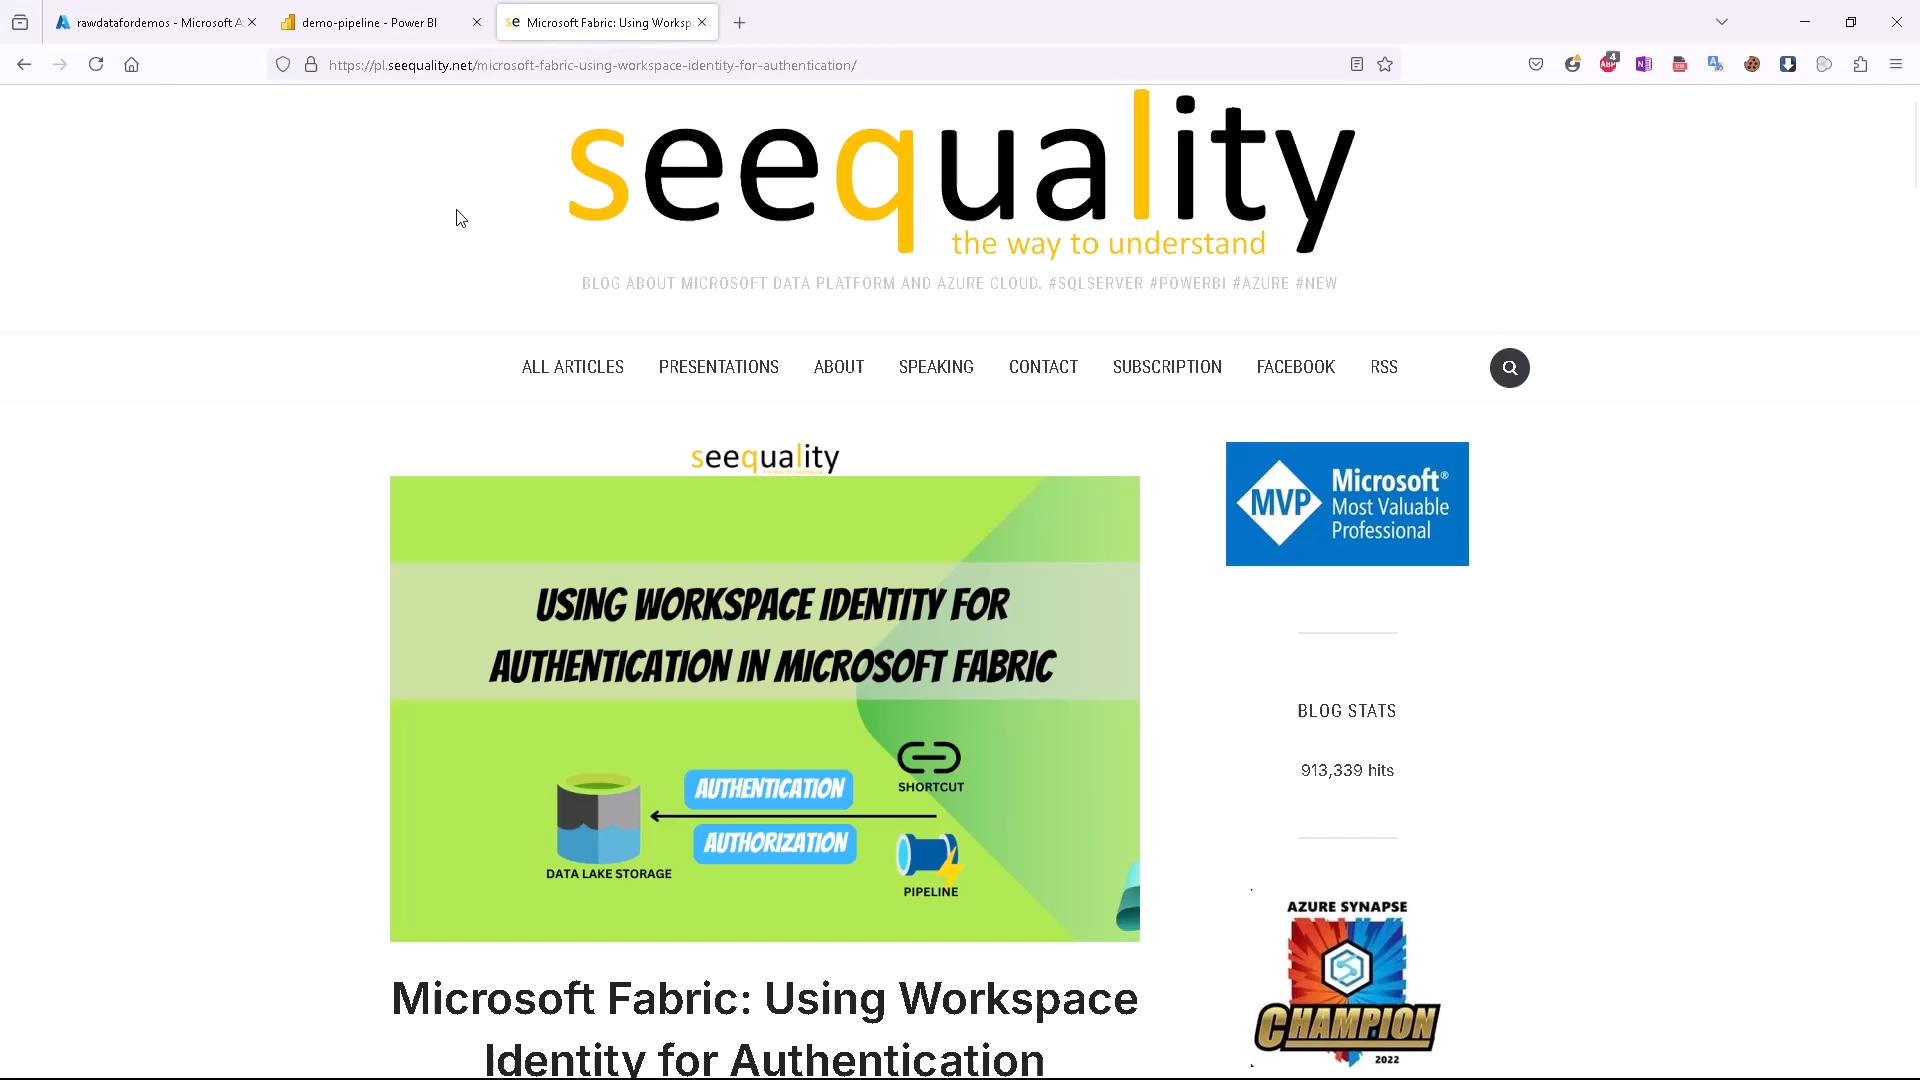 rawdatafordemos - Microsoft A
demo-pipeline - Power BI
se Microsoft Fabric: Using Worksp
https://pl.seequality.net/microsoft-fabric-using-workspace-identity-for-authentication/
4
ABP
N
seequality
the way to understand
BLOG ABOUT MICROSOFT DATA PLATFORM AND AZURE CLOUD. #SQLSERVER #POWERBI #AZURE #NEW
ALL ARTICLES PRESENTATIONS ABOUT SPEAKING CONTACT SUBSCRIPTION FACEBOOK RSS
seequality
USING WORKSPACE IDENTITY FOR
AUTHENTICATION IN MICROSOFT FABRIC
AUTHENTICATION
SHORTCUT
AUTHORIZATION
DATA LAKE STORAGE
PIPELINE
Microsoft Fabric: Using Workspace
Identity for Authentication
MVP
Microsoft®
Most Valuable
Professional
BLOG STATS
913,339 hits
AZURE SYNAPSE
CHAMPION
2022